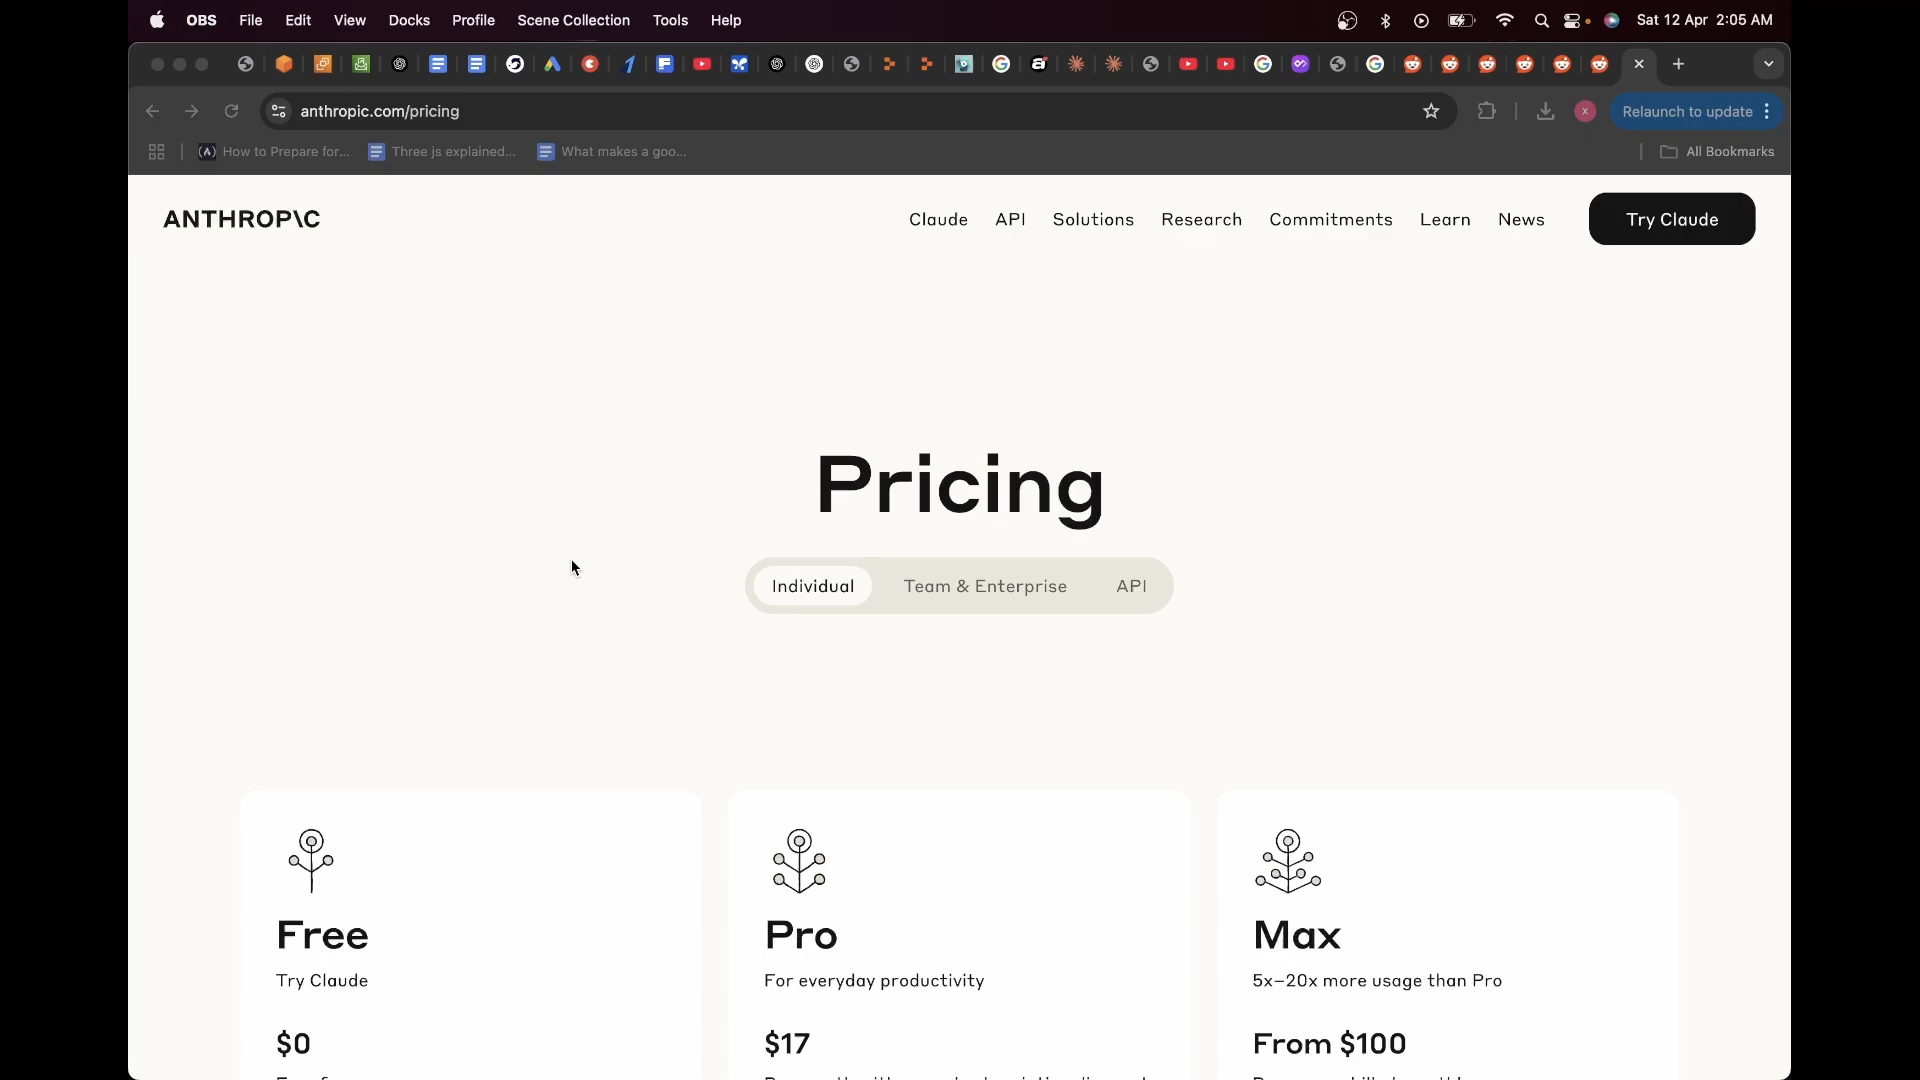 OBS File Edit View Docks Profile Scene Collection Tools Help Sat 12 Apr 2:05 AM
anthropic.com/pricing Relaunch to update
How to Prepare for... Three js explained... What makes a goo... All Bookmarks
ANTHROP\C Claude API Solutions Research Commitments Learn News Try Claude
Pricing
Individual Team & Enterprise API
Free Pro Max
Try Claude For everyday productivity 5x–20x more usage than Pro
$0 $17 From $100